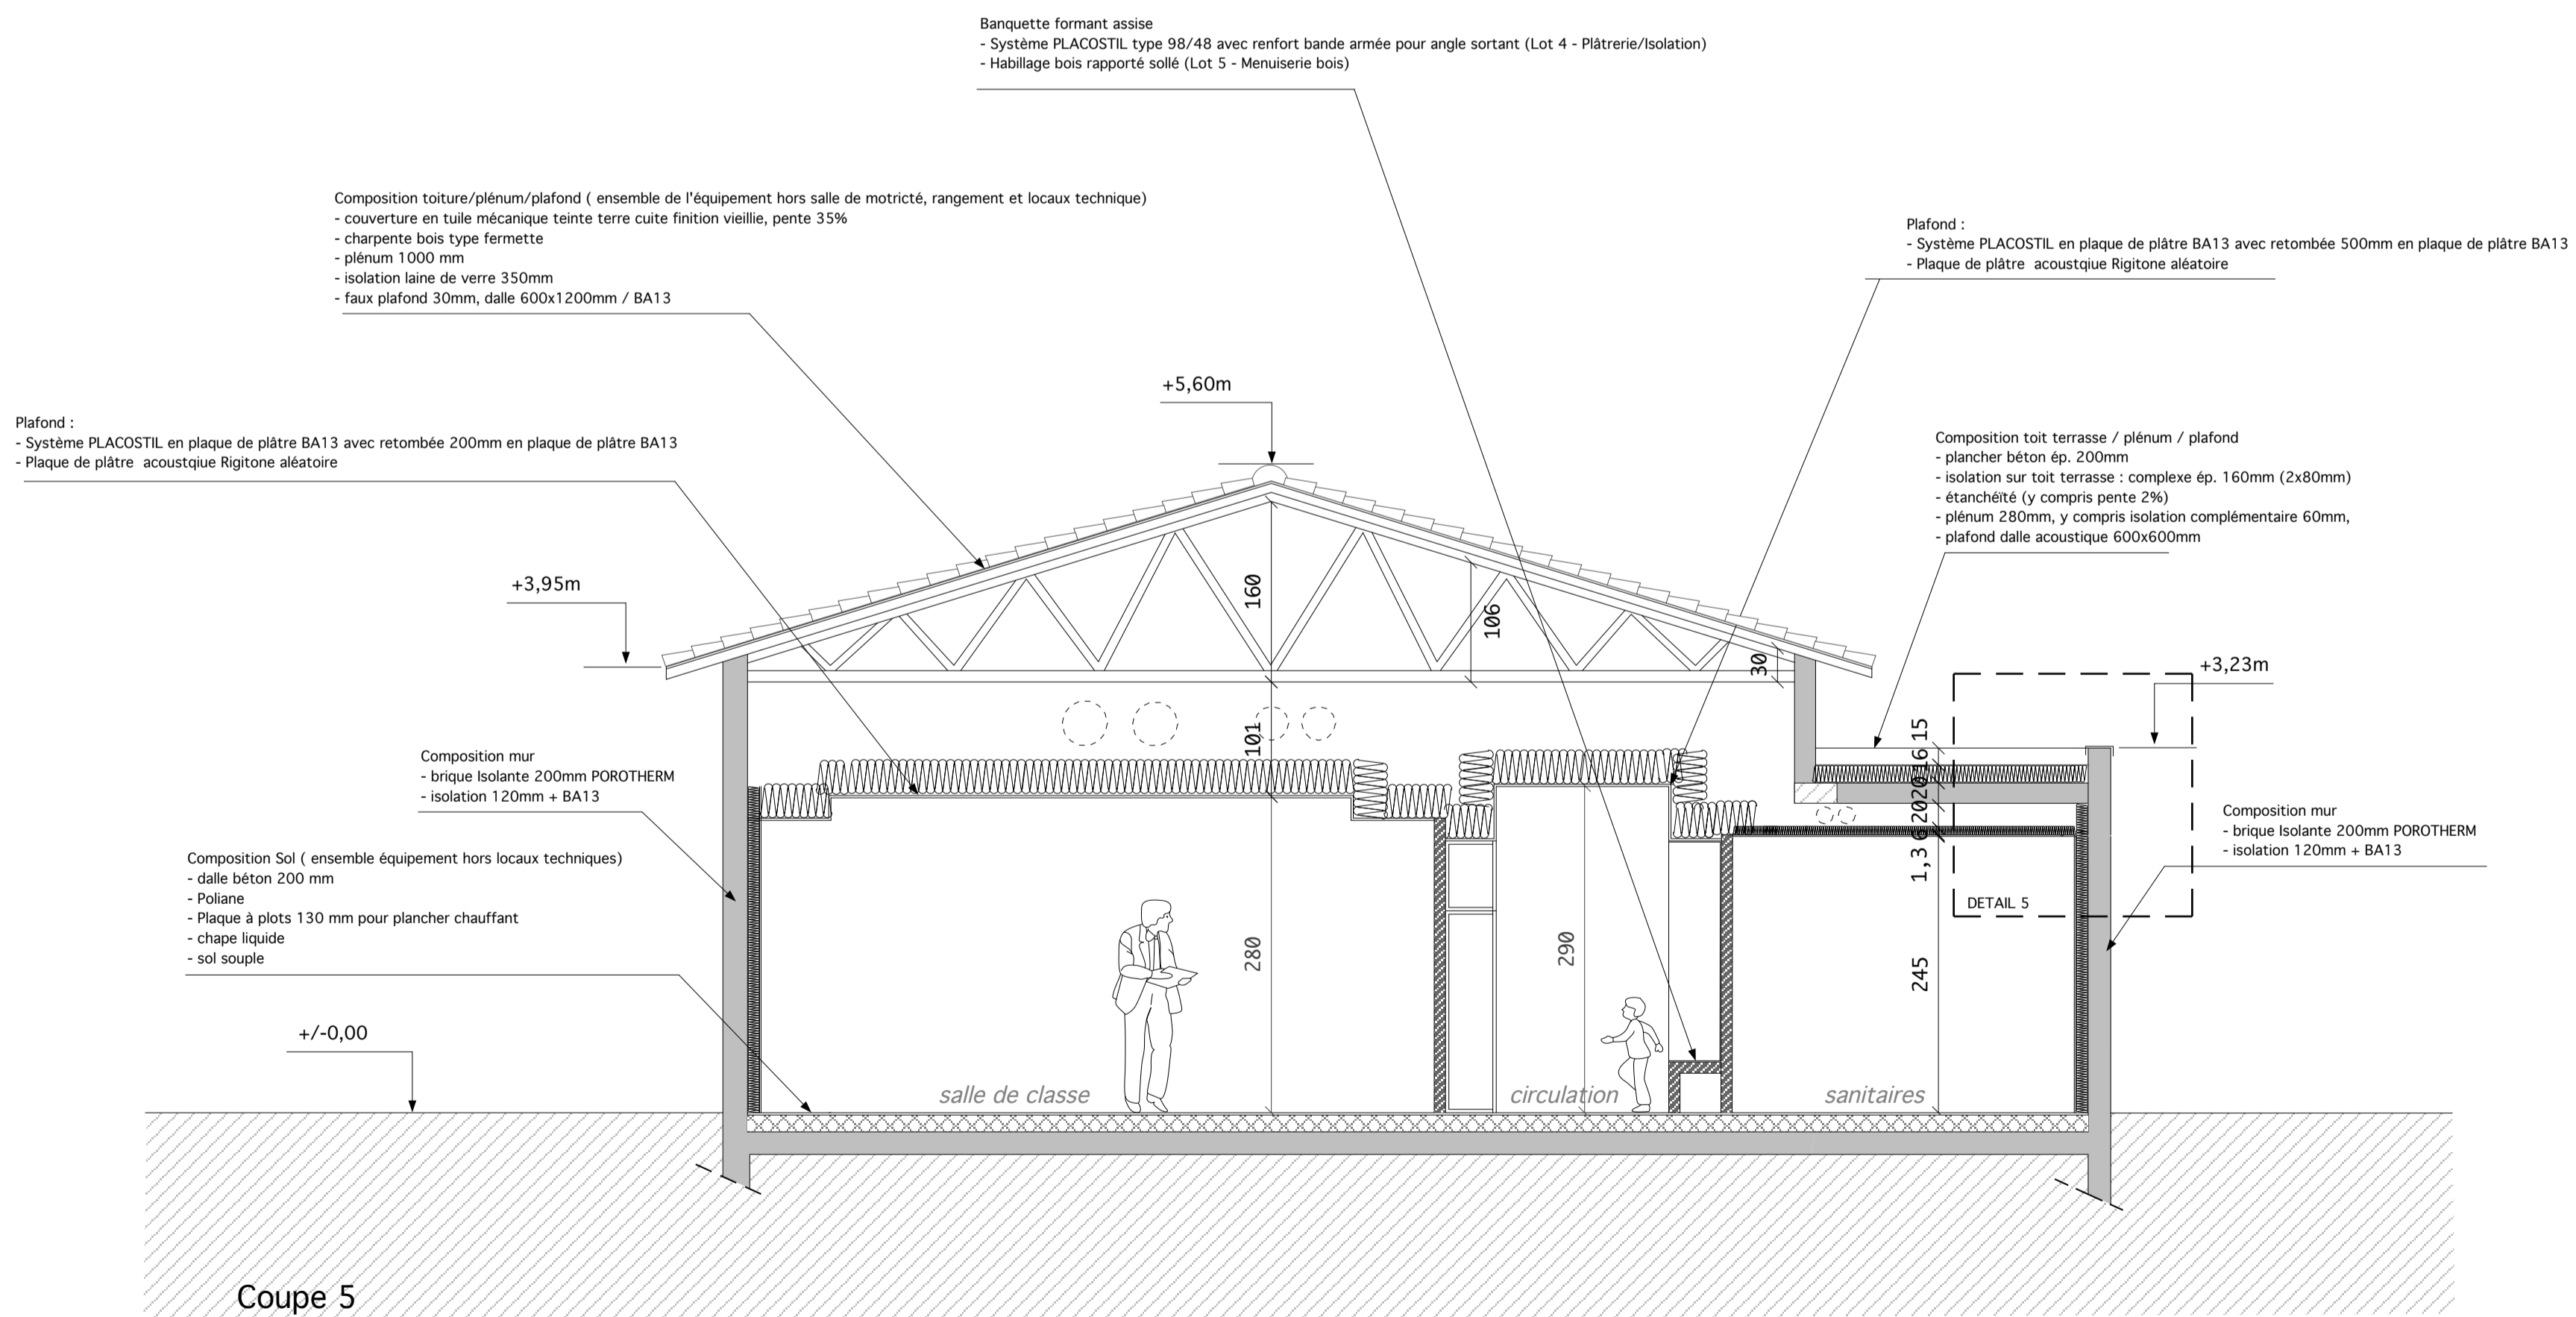 Banquette formant assise
- Système PLACOSTIL type 98/48 avec renfort bande armée pour angle sortant (Lot 4 - Plâtrerie/Isolation)
- Habillage bois rapporté sollé (Lot 5 - Menuiserie bois)
Composition toiture/plénum/plafond ( ensemble de l'équipement hors salle de motricté, rangement et locaux technique)
- couverture en tuile mécanique teinte terre cuite finition vieillie, pente 35%
- charpente bois type fermette
- plénum 1000 mm
- isolation laine de verre 350mm
- faux plafond 30mm, dalle 600x1200mm / BA13
Plafond :
- Système PLACOSTIL en plaque de plâtre BA13 avec retombée 500mm en plaque de plâtre BA13
- Plaque de plâtre  acoustqiue Rigitone aléatoire
+5,60m
Plafond :
- Système PLACOSTIL en plaque de plâtre BA13 avec retombée 200mm en plaque de plâtre BA13
- Plaque de plâtre  acoustqiue Rigitone aléatoire
Composition toit terrasse / plénum / plafond
- plancher béton ép. 200mm
- isolation sur toit terrasse : complexe ép. 160mm (2x80mm)
- étanchéïté (y compris pente 2%)
- plénum 280mm, y compris isolation complémentaire 60mm,
- plafond dalle acoustique 600x600mm
+3,95m
160
106
30
+3,23m
101
15
16
20
20
6
1,3
Composition mur
- brique Isolante 200mm POROTHERM
- isolation 120mm + BA13
Composition mur
- brique Isolante 200mm POROTHERM
- isolation 120mm + BA13
Composition Sol ( ensemble équipement hors locaux techniques)
- dalle béton 200 mm
- Poliane
- Plaque à plots 130 mm pour plancher chauffant
- chape liquide
- sol souple
DETAIL 5
280
290
245
+/-0,00
salle de classe
circulation
sanitaires
Coupe 5